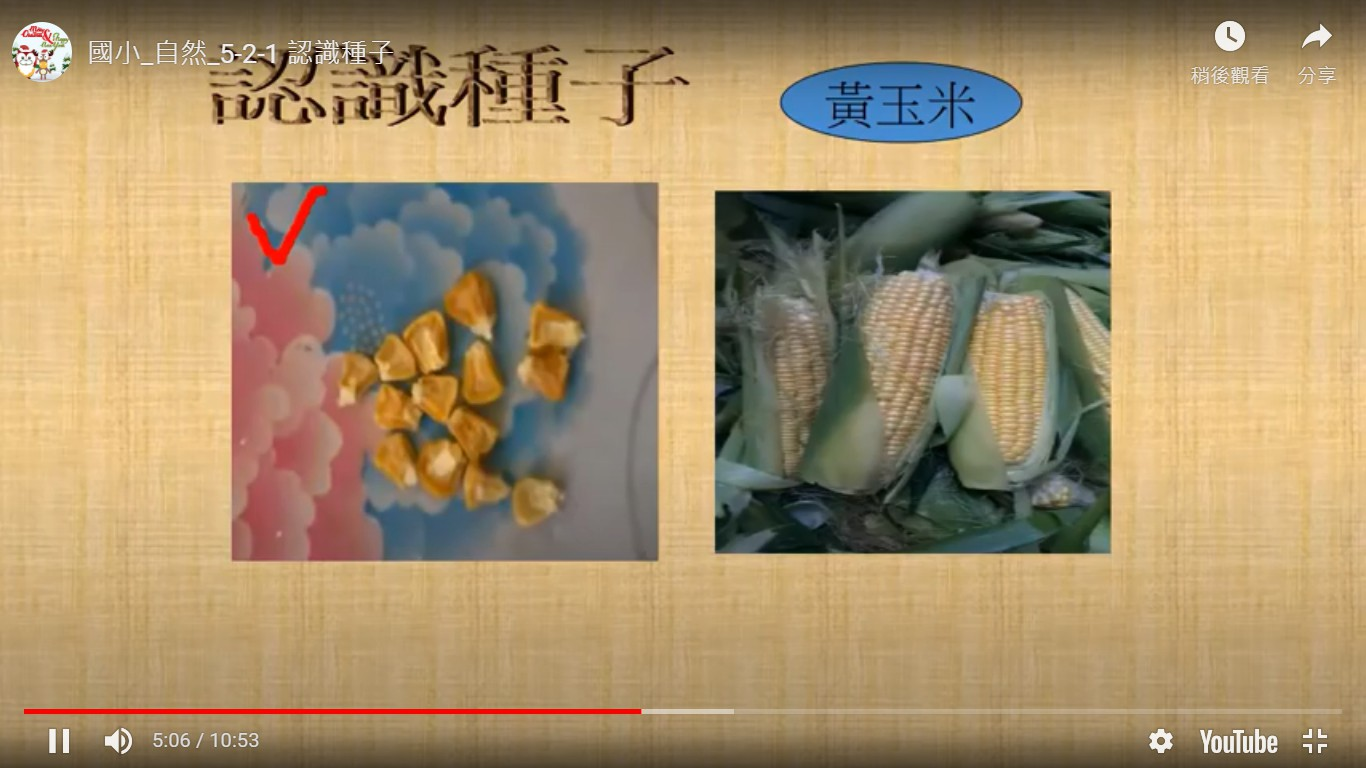 國小_自然_5-2-1 認識種子
稍後觀看
分享
認識種子
黃玉米
5:06 / 10:53
YouTube